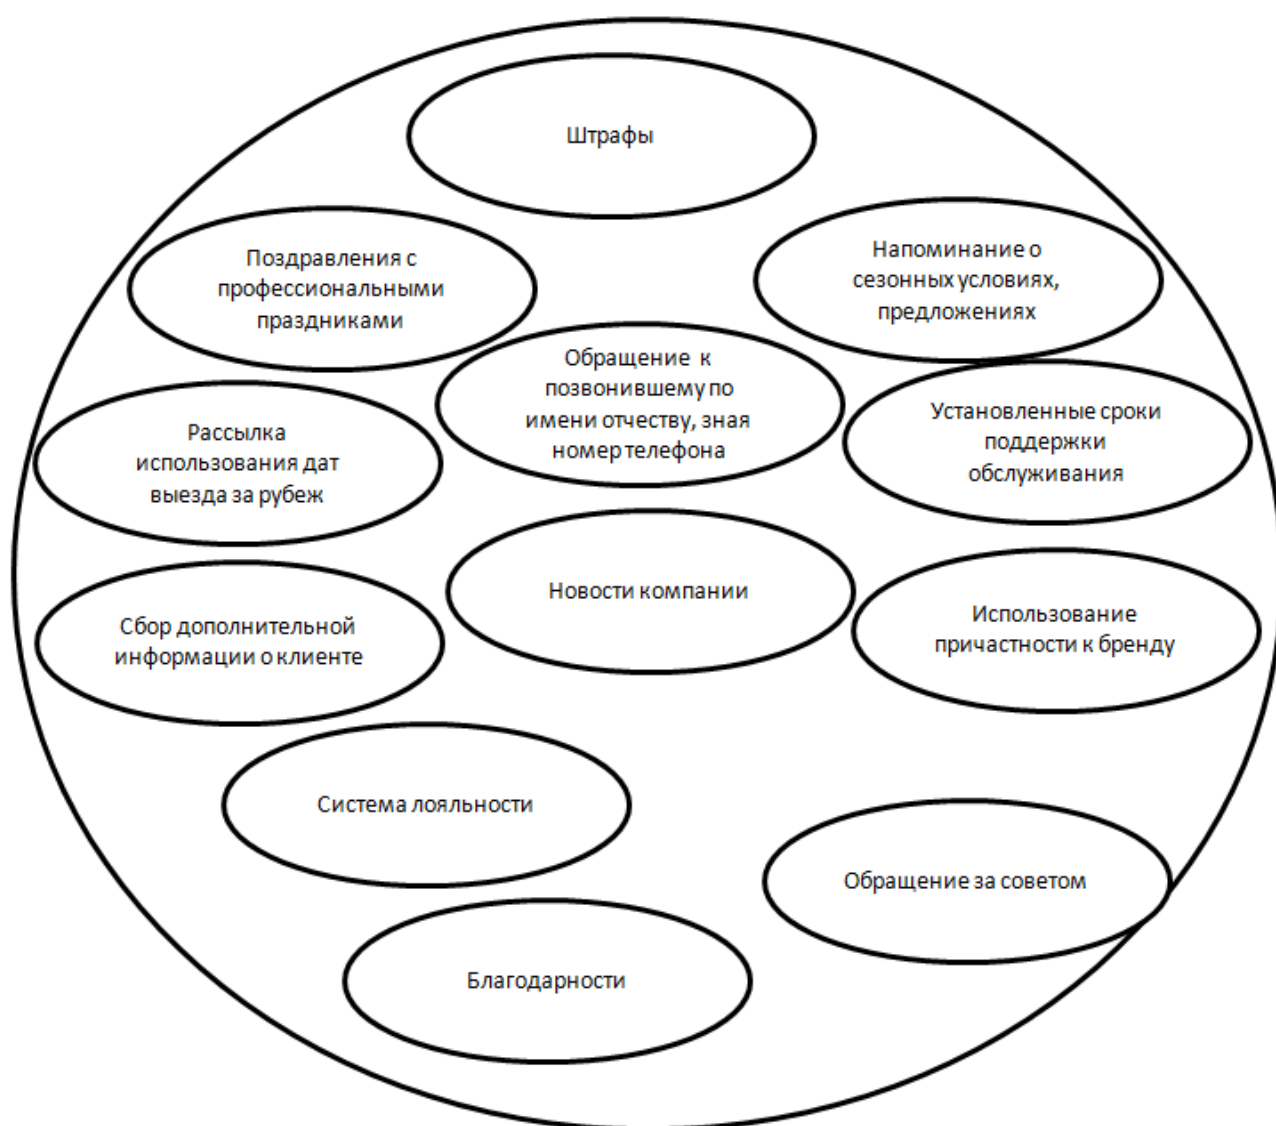 Штрафы
Поздравления с
профессиональными
праздниками
Напоминание о
сезонных условиях,
предложениях
Обращение к
позвонившему по
имени отчеству, зная
номер телефона
Рассылка
использования дат
выезда за рубеж
Установленные сроки
поддержки
обслуживания
Новости компании
Сбор дополнительной
информации о клиенте
Использование
причастности к бренду
Система лояльности
Обращение за советом
Благодарности